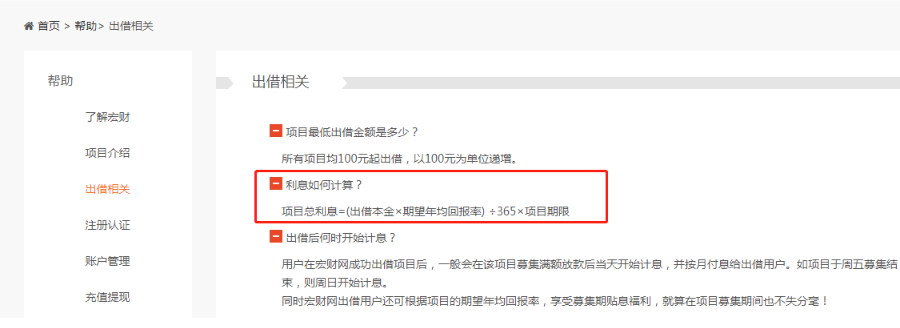 首页 > 帮助> 出借相关
帮助
了解宏财
项目介绍
出借相关
注册认证
账户管理
充值提现
出借相关
项目最低出借金额是多少？
所有项目均100元起出借，以100元为单位递增。
利息如何计算？
项目总利息=(出借本金×期望年均回报率) ÷365×项目期限
出借后何时开始计息？
用户在宏财网成功出借项目后，一般会在该项目募集满额放款后当天开始计息，并按月付息给出借用户。如项目于周五募集结
束，则周日开始计息。
同时宏财网出借用户还可根据项目的期望年均回报率，享受募集期贴息福利，就算在项目募集期间也不失分毫！